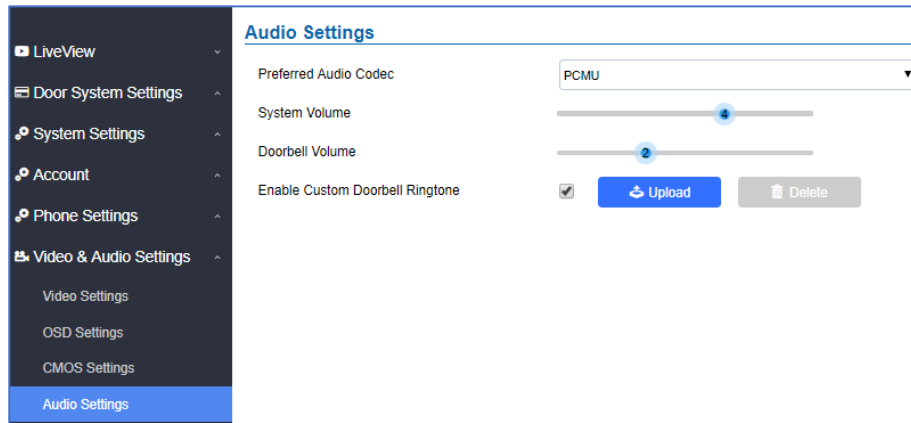 LiveView
Door System Settings
System Settings
Account
Phone Settings
Video & Audio Settings
Video Settings
OSD Settings
CMOS Settings
Audio Settings
Audio Settings
Preferred Audio Codec PCMU
System Volume 4
Doorbell Volume 2
Enable Custom Doorbell Ringtone Upload Delete